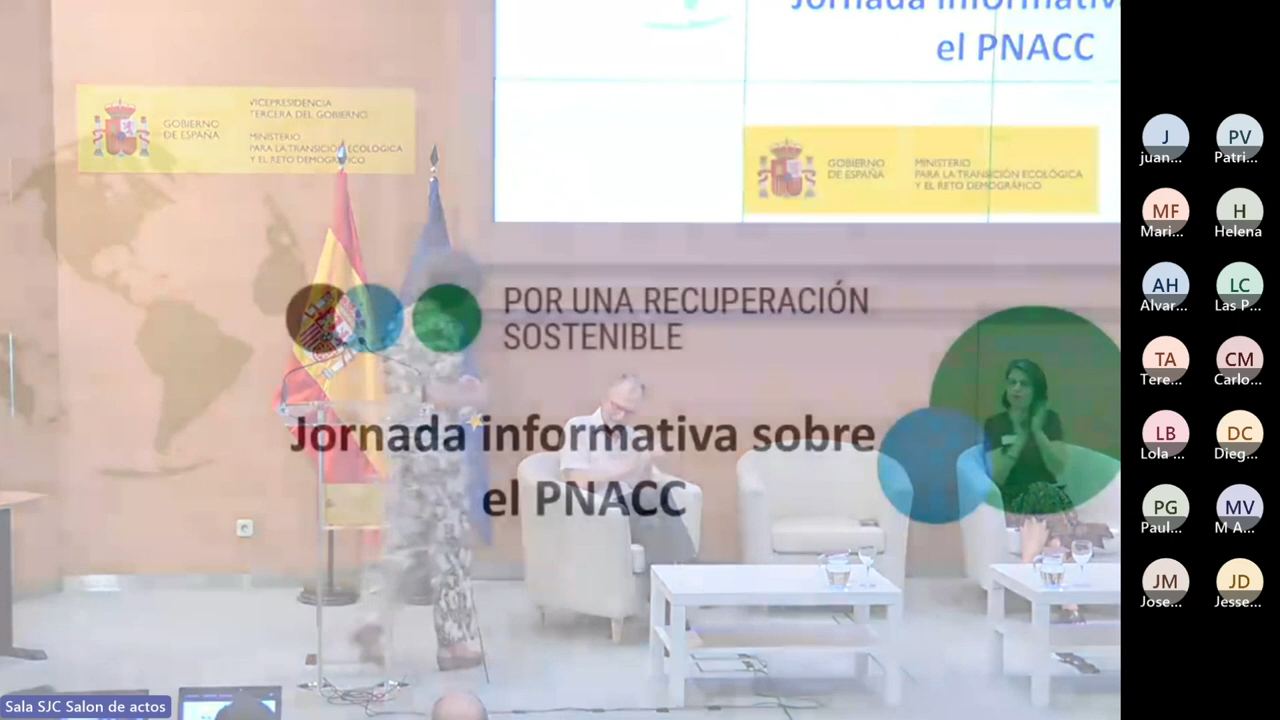 Jornada informativa
el PNACC
VICEPRESIDENCIA
TERCERA DEL GOBIERNO
GOBIERNO
DE ESPAÑA
MINISTERIO
PARA LA TRANSICIÓN ECOLÓGICA
Y EL RETO DEMOGRÁFICO
GOBIERNO
DE ESPAÑA
MINISTERIO
PARA LA TRANSICIÓN ECOLÓGICA
Y EL RETO DEMOGRÁFICO
POR UNA RECUPERACIÓN
SOSTENIBLE
Jornada informativa sobre
el PNACC
J
juan...
PV
Patri...
MF
Mari...
H
Helena
AH
Alvar...
LC
Las P...
TA
Tere...
CM
Carlo...
LB
Lola ...
DC
Dieg...
PG
Paul...
MV
M A...
JM
Jose...
JD
Jesse...
Sala SJC Salon de actos